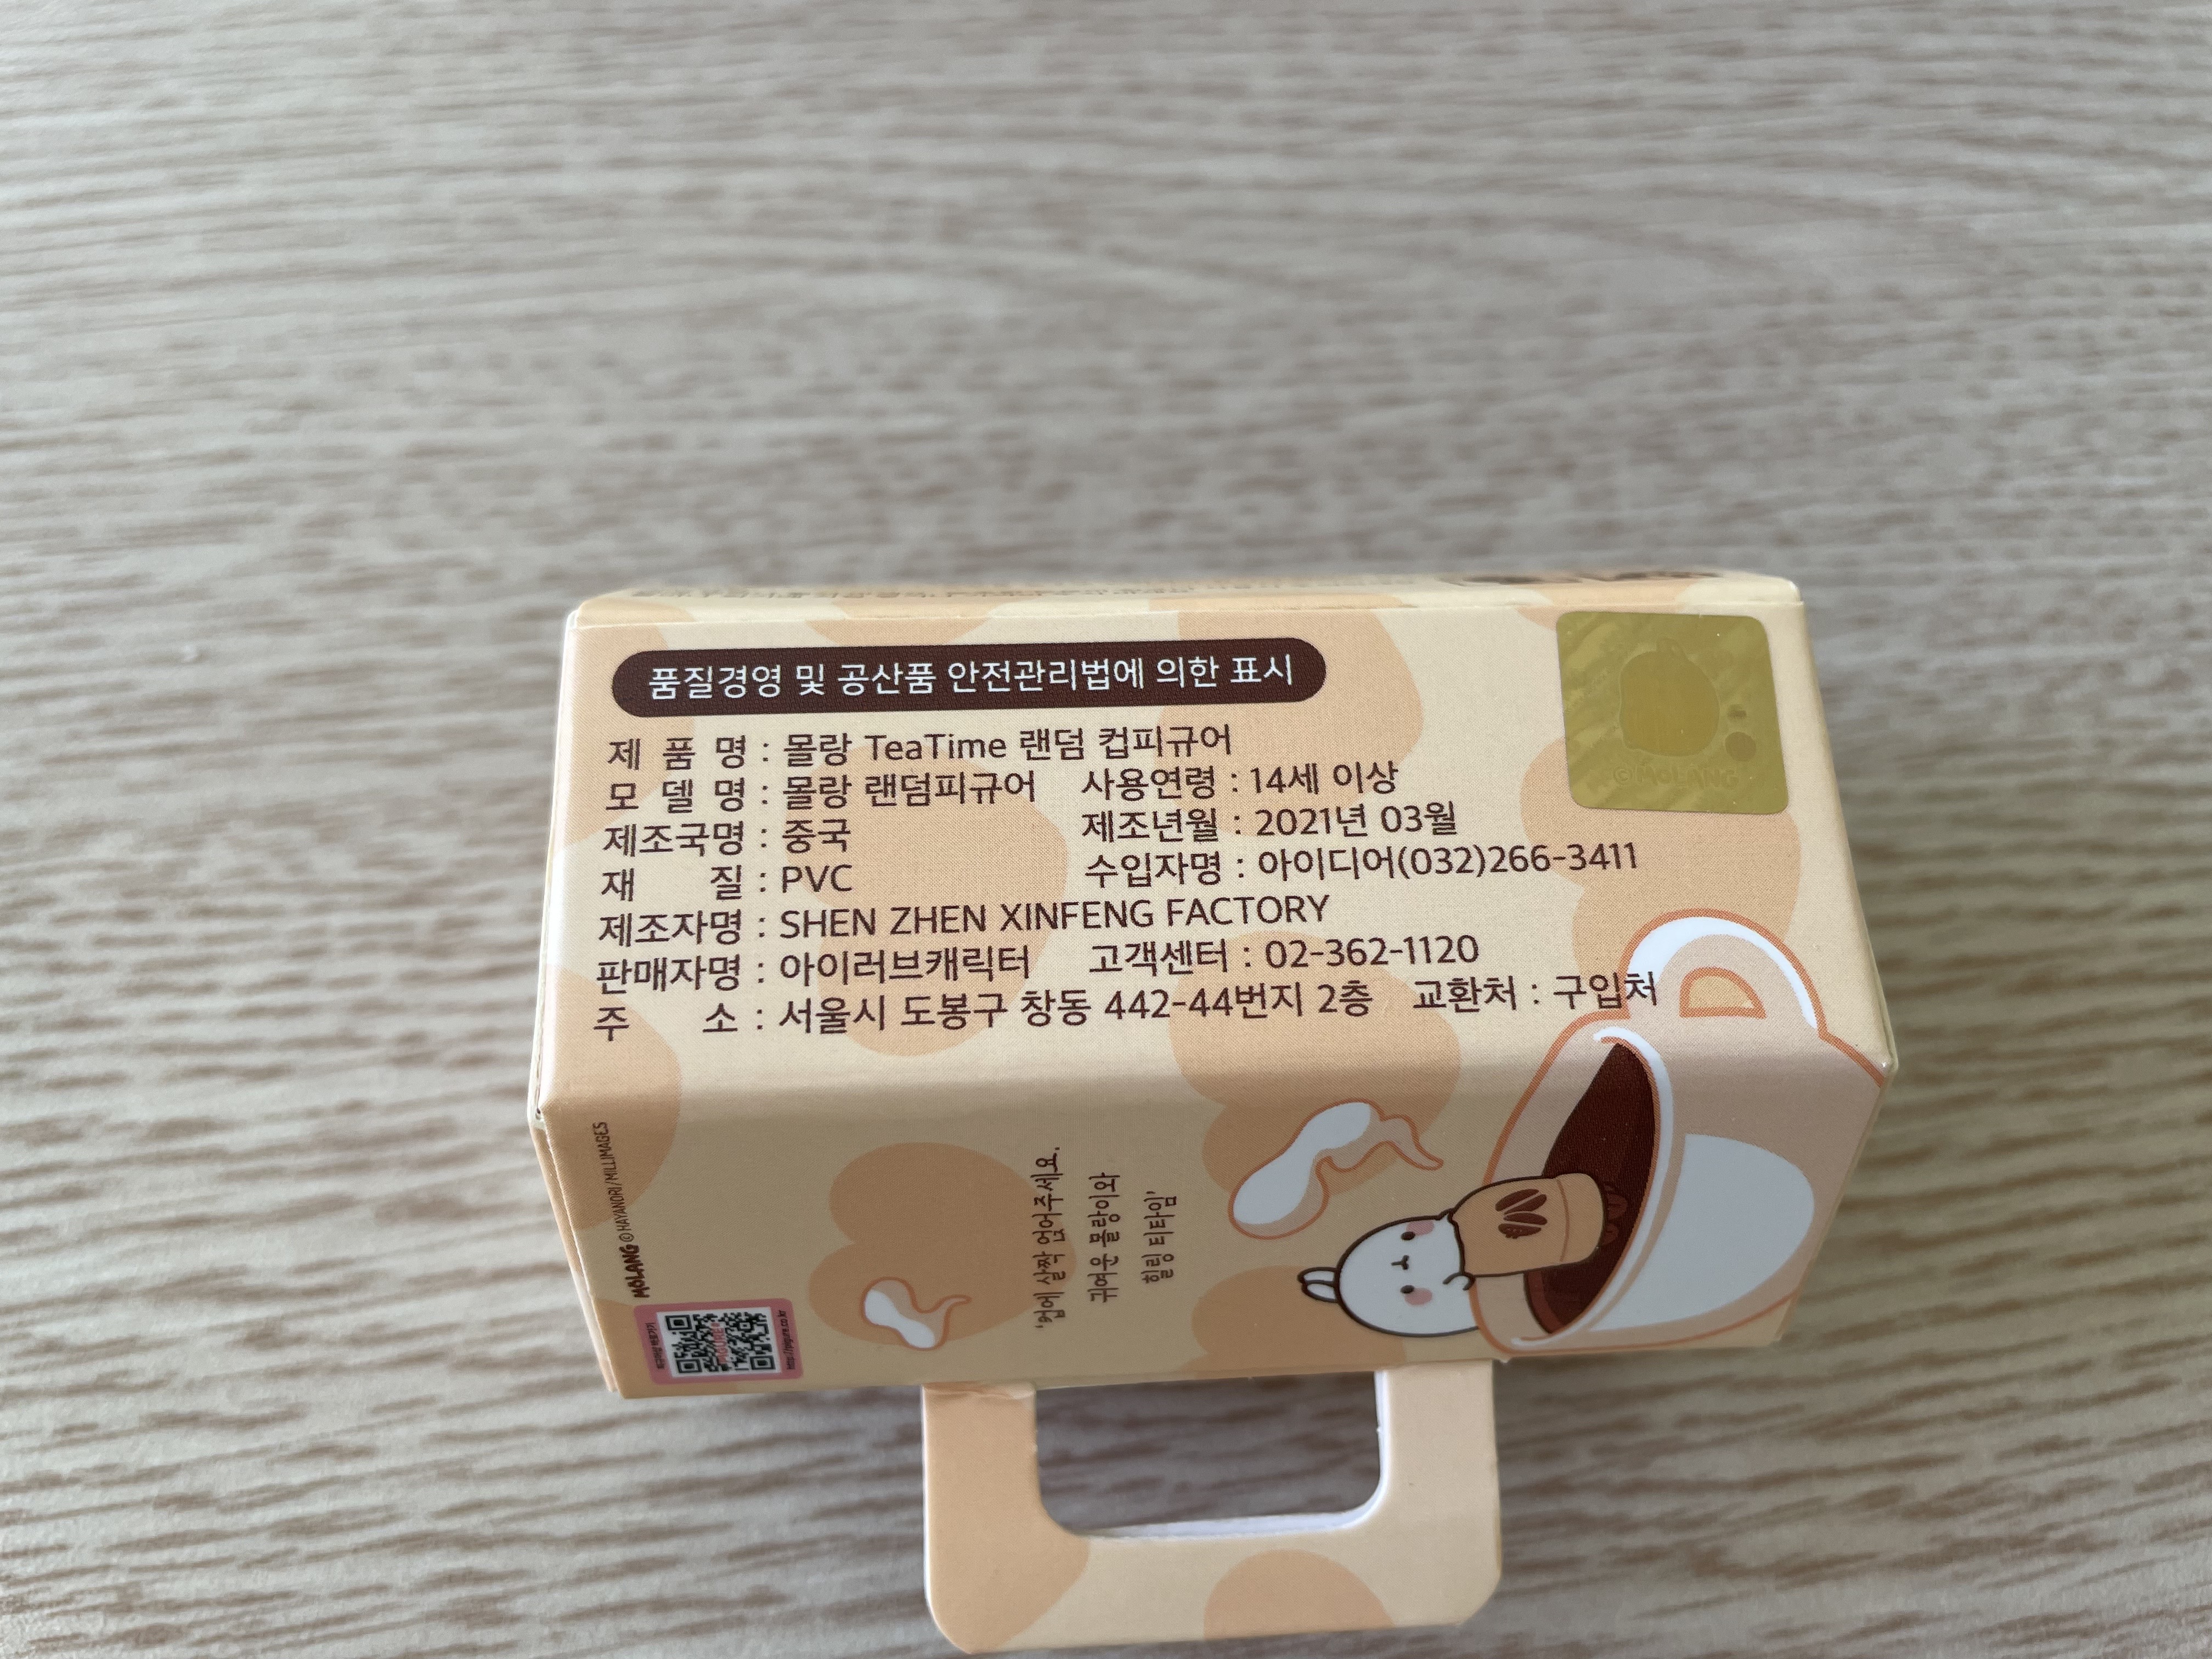 품질경영 및 공산품 안전관리법에 의한 표시
제 품 명 : 몰랑 TeaTime 랜덤 컵피규어
모 델 명 : 몰랑 랜덤피규어 사용연령 : 14세 이상
제조국명 : 중국 제조년월 : 2021년 03월
재 질 : PVC 수입자명 : 아이디어(032)266-3411
제조자명 : SHEN ZHEN XINFENG FACTORY
판매자명 : 아이러브캐릭터 고객센터 : 02-362-1120
주 소 : 서울시 도봉구 창동 442-44번지 2층 교환처 : 구입처
©MOLANG
MOLANG ©HAYANORI/MILLIMAGES
'컵에 살짝 얹어주세요.
귀여운 몰랑이와
힐링 티타임'